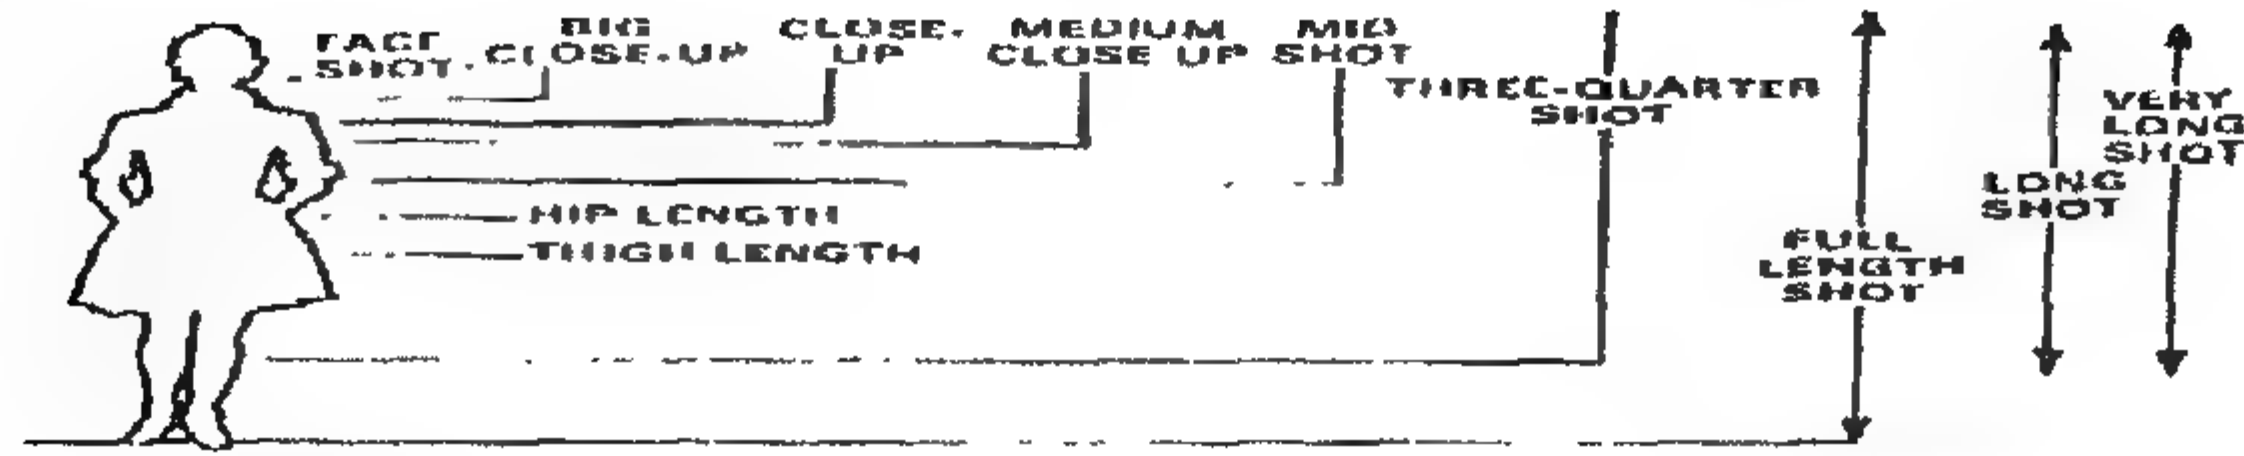 FACE
SHOT
BIG
CLOSE-UP
CLOSE-
UP
MEDIUM
CLOSE UP
MID
SHOT
THREE-QUARTER
SHOT
FULL
LENGTH
SHOT
LONG
SHOT
VERY
LONG
SHOT
HIP LENGTH
THIGH LENGTH